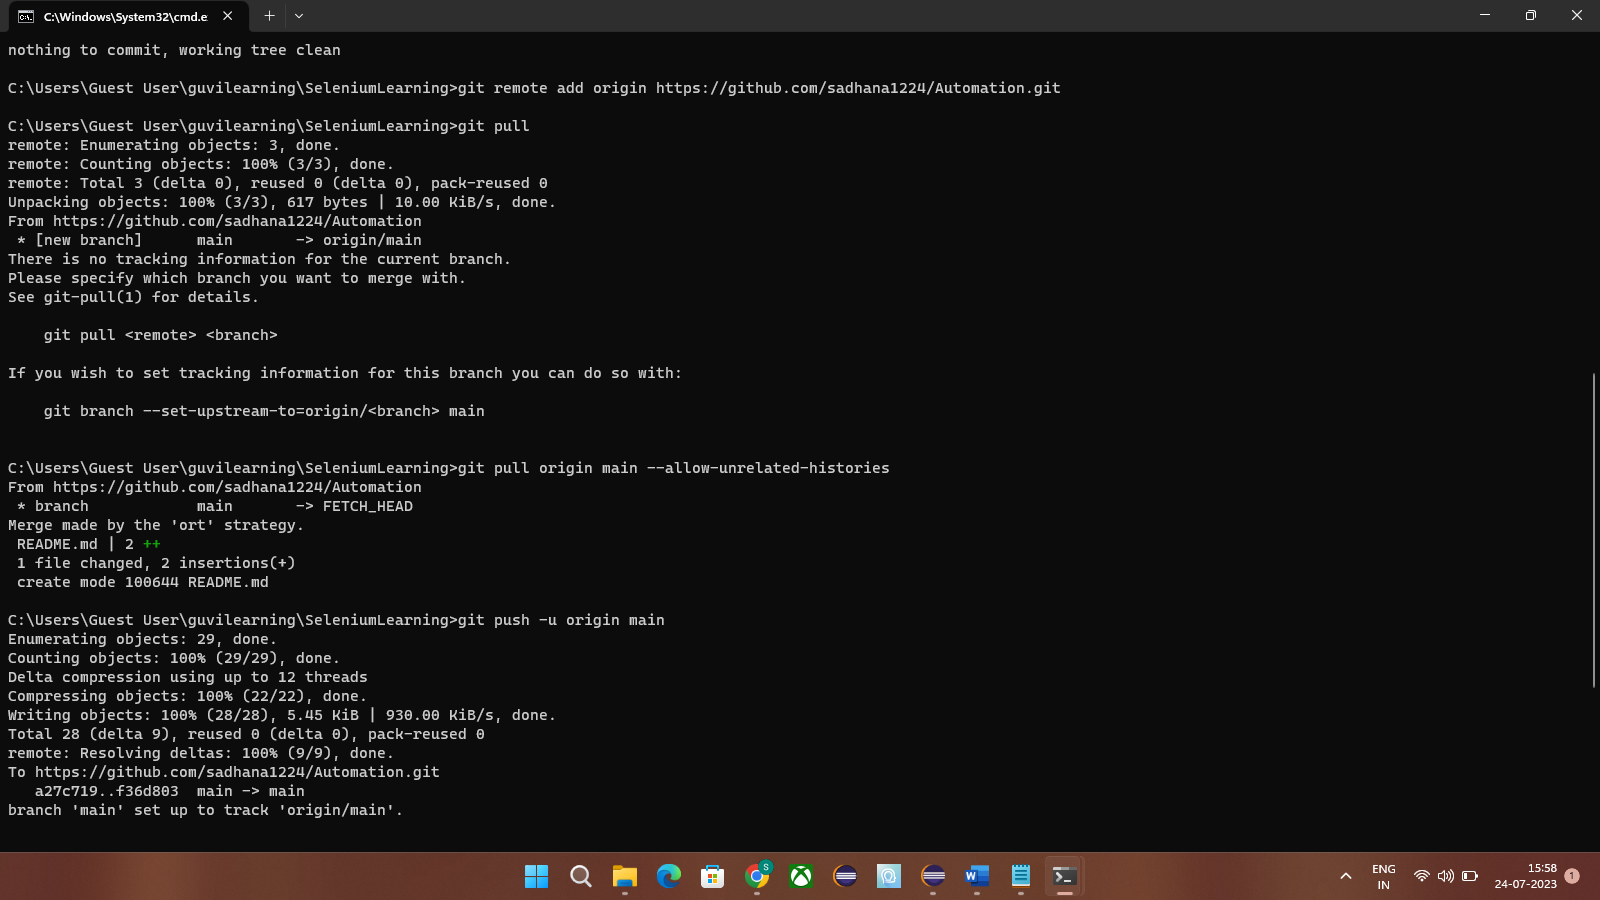 C:\Windows\System32\cmd.e
nothing to commit, working tree clean
C:\Users\Guest User\guvilearning\SeleniumLearning>git remote add origin https://github.com/sadhana1224/Automation.git
C:\Users\Guest User\guvilearning\SeleniumLearning>git pull
remote: Enumerating objects: 3, done.
remote: Counting objects: 100% (3/3), done.
remote: Total 3 (delta 0), reused 0 (delta 0), pack-reused 0
Unpacking objects: 100% (3/3), 617 bytes | 10.00 KiB/s, done.
From https://github.com/sadhana1224/Automation
 * [new branch]      main       -> origin/main
There is no tracking information for the current branch.
Please specify which branch you want to merge with.
See git-pull(1) for details.
    git pull <remote> <branch>
If you wish to set tracking information for this branch you can do so with:
    git branch --set-upstream-to=origin/<branch> main
C:\Users\Guest User\guvilearning\SeleniumLearning>git pull origin main --allow-unrelated-histories
From https://github.com/sadhana1224/Automation
 * branch            main       -> FETCH_HEAD
Merge made by the 'ort' strategy.
 README.md | 2 ++
 1 file changed, 2 insertions(+)
 create mode 100644 README.md
C:\Users\Guest User\guvilearning\SeleniumLearning>git push -u origin main
Enumerating objects: 29, done.
Counting objects: 100% (29/29), done.
Delta compression using up to 12 threads
Compressing objects: 100% (22/22), done.
Writing objects: 100% (28/28), 5.45 KiB | 930.00 KiB/s, done.
Total 28 (delta 9), reused 0 (delta 0), pack-reused 0
remote: Resolving deltas: 100% (9/9), done.
To https://github.com/sadhana1224/Automation.git
   a27c719..f36d803  main -> main
branch 'main' set up to track 'origin/main'.
S
W
ENG
IN
15:58
24-07-2023
1